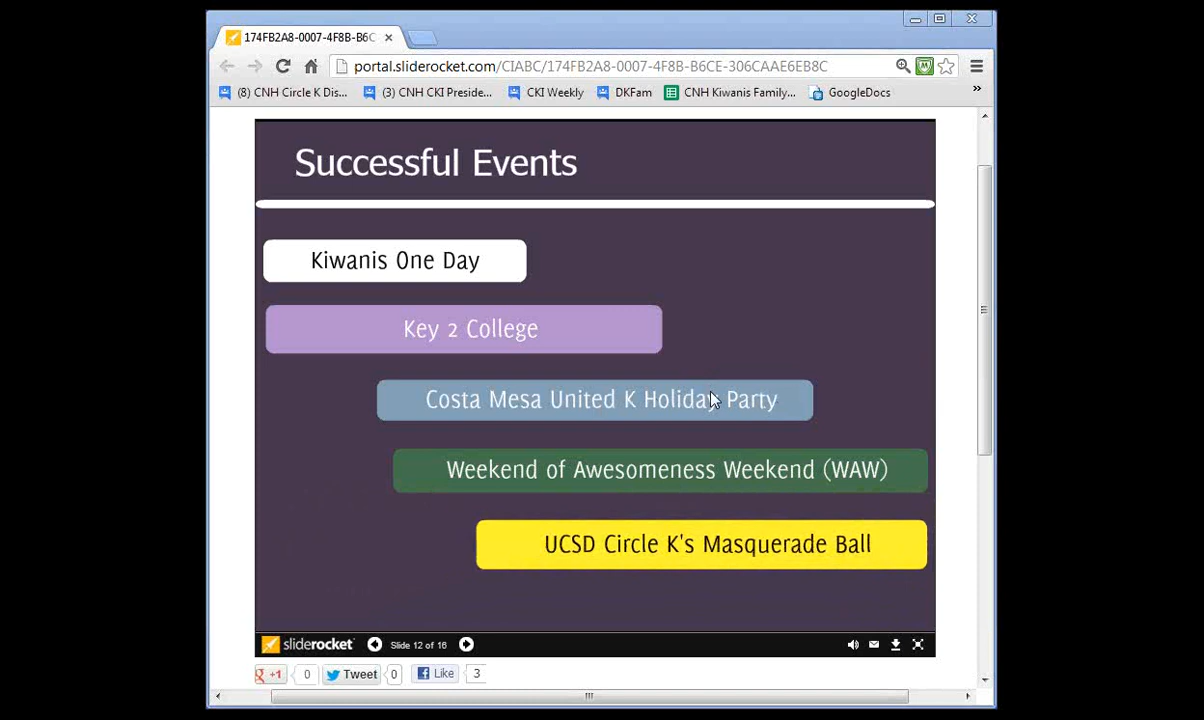 174FB2A8-0007-4F8B-B6C
portal.sliderocket.com/CIABC/174FB2A8-0007-4F8B-B6CE-306CAAE6EB8C
(8) CNH Circle K Dis... (3) CNH CKI Preside... CKI Weekly DKFam CNH Kiwanis Family... GoogleDocs »
Successful Events
Kiwanis One Day
Key 2 College
Costa Mesa United K Holiday Party
Weekend of Awesomeness Weekend (WAW)
UCSD Circle K's Masquerade Ball
sliderocket Slide 12 of 16
g +1 0 Tweet 0 Like 3